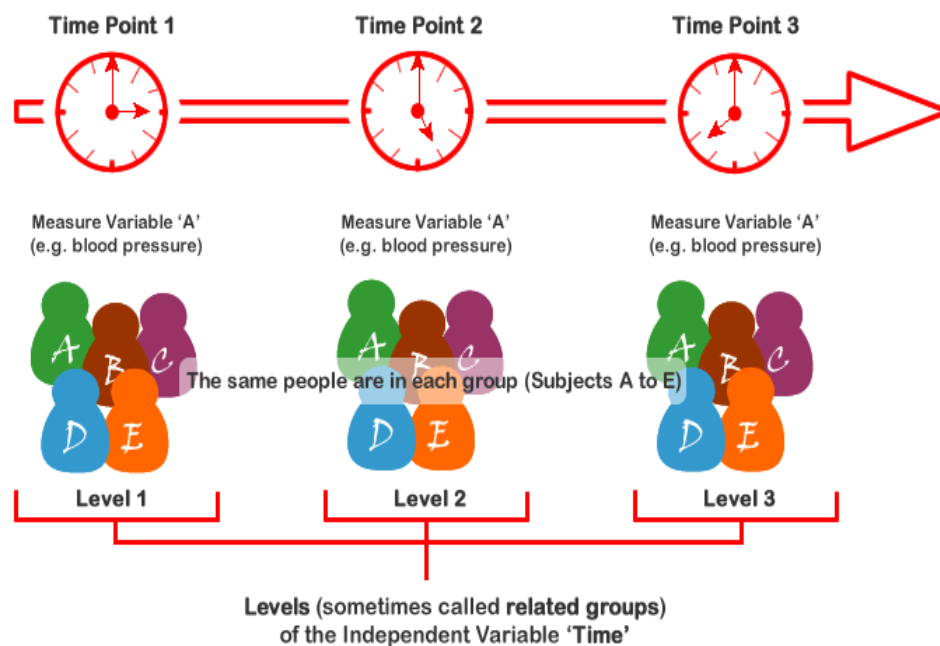 Time Point 1
Time Point 2
Time Point 3
Measure Variable ‘A’
(e.g. blood pressure)
Measure Variable ‘A’
(e.g. blood pressure)
Measure Variable ‘A’
(e.g. blood pressure)
A
B
C
A
B
C
A
B
C
The same people are in each group (Subjects A to E)
D
E
D
E
D
E
Level 1
Level 2
Level 3
Levels (sometimes called related groups)
of the Independent Variable ‘Time’